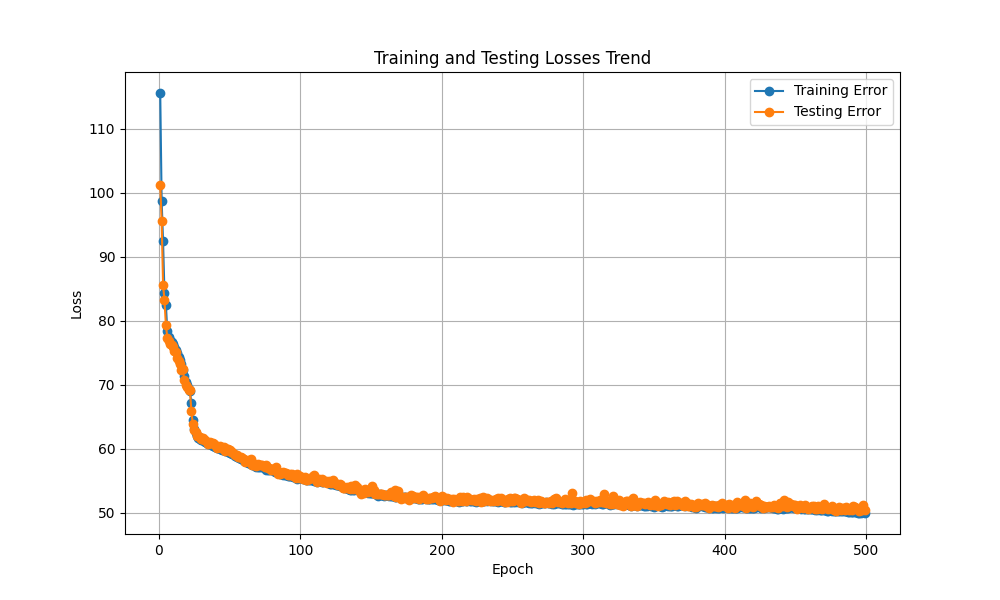 Training and Testing Losses Trend
Training Error
Testing Error
Loss
110
100
90
80
70
60
50
0
100
200
300
400
500
Epoch